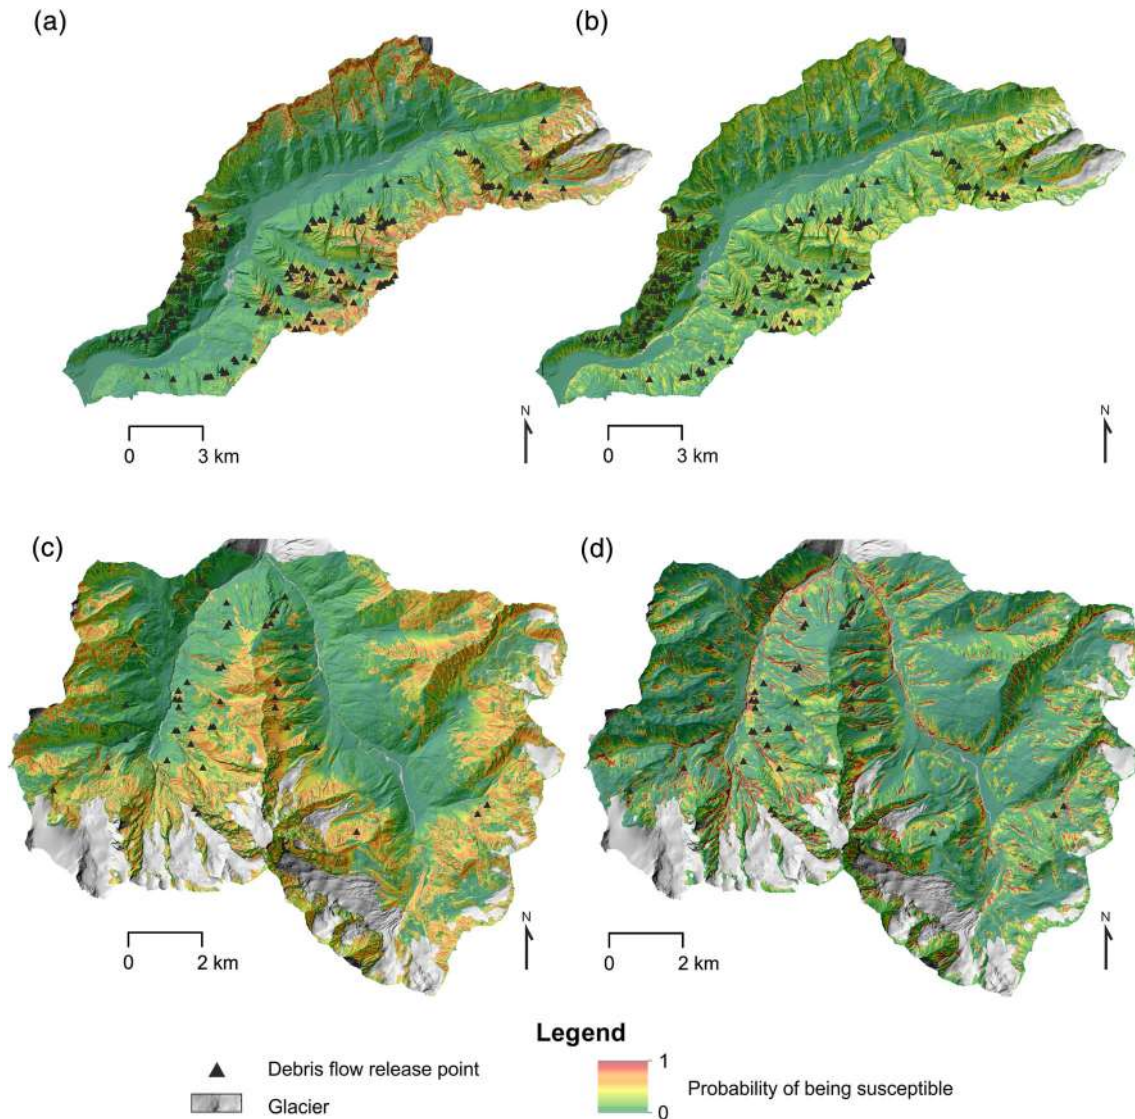 (a)
(b)
N
N
0 3 km
0 3 km
(c)
(d)
N
N
0 2 km
0 2 km
Legend
Debris flow release point
Glacier
1
0
Probability of being susceptible